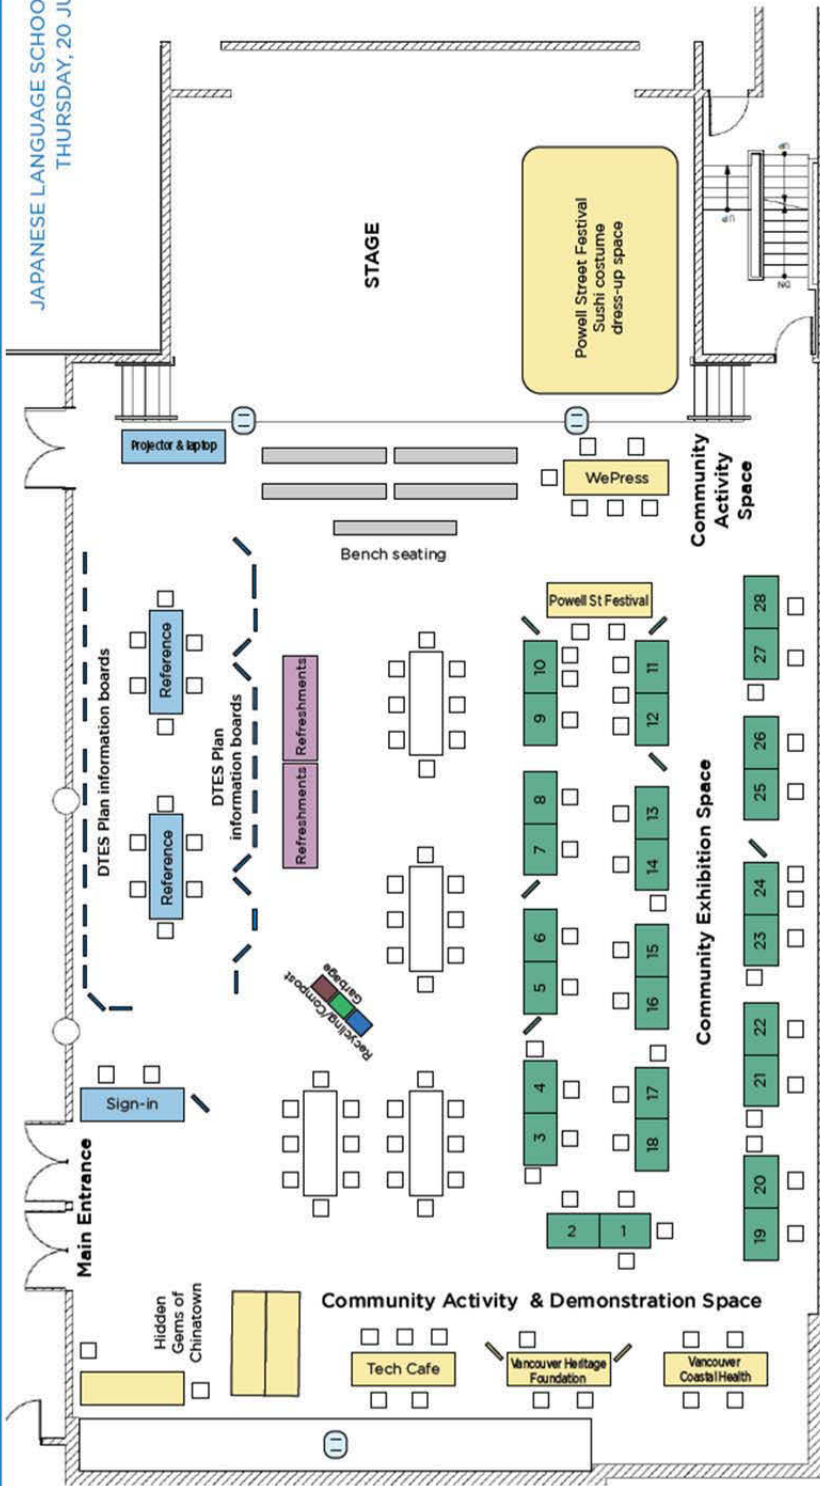 JAPANESE LANGUAGE SCHOO
THURSDAY, 20 JU
STAGE
Powell Street Festival
Sushi costume
dress-up space
UP
UP
DN
Projector & laptop
WePress
Community
Activity
Space
Bench seating
Powell St Festival
DTES Plan information boards
Reference
Reference
DTES Plan
information boards
Refreshments
Refreshments
10
9
8
7
6
5
4
3
2
1
11
12
13
14
15
16
17
18
28
27
26
25
24
23
22
21
20
19
Community Exhibition Space
Garbage
Recycling/Compost
Sign-in
Main Entrance
Hidden
Gems of
Chinatown
Community Activity & Demonstration Space
Tech Cafe
Vancouver Heritage
Foundation
Vancouver
Coastal Health